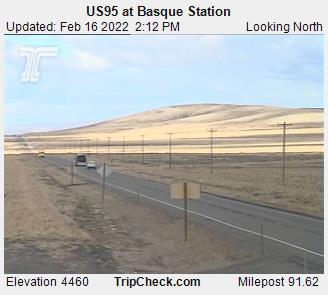 US95 at Basque Station
Updated: Feb 16 2022 2:12 PM
Looking North
Elevation 4460
TripCheck.com
Milepost 91.62